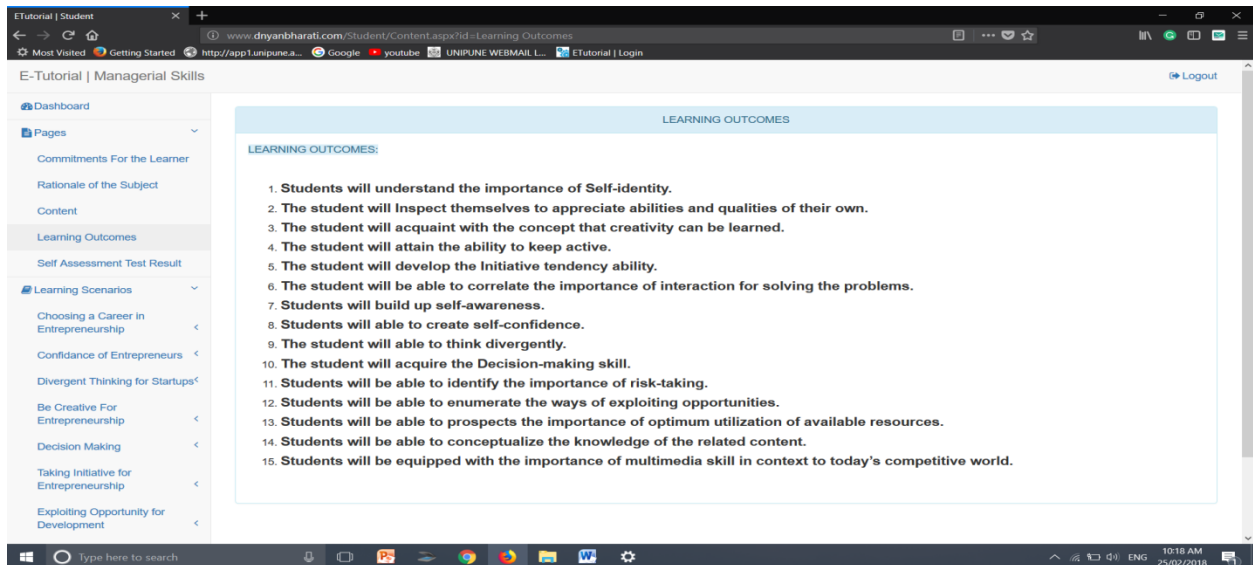 ETutorial | Student
www.dnyanbharati.com/Student/Content.aspx?id=Learning Outcomes
Most Visited Getting Started http://app1.unipune.a... Google youtube UNIPUNE WEBMAIL L... ETutorial | Login
E-Tutorial | Managerial Skills
Logout
Dashboard
Pages
Commitments For the Learner
Rationale of the Subject
Content
Learning Outcomes
Self Assessment Test Result
Learning Scenarios
Choosing a Career in
Entrepreneurship
Confidance of Entrepreneurs
Divergent Thinking for Startups
Be Creative For
Entrepreneurship
Decision Making
Taking Initiative for
Entrepreneurship
Exploiting Opportunity for
Development
LEARNING OUTCOMES
LEARNING OUTCOMES:
1. Students will understand the importance of Self-identity.
2. The student will Inspect themselves to appreciate abilities and qualities of their own.
3. The student will acquaint with the concept that creativity can be learned.
4. The student will attain the ability to keep active.
5. The student will develop the Initiative tendency ability.
6. The student will be able to correlate the importance of interaction for solving the problems.
7. Students will build up self-awareness.
8. Students will able to create self-confidence.
9. The student will able to think divergently.
10. The student will acquire the Decision-making skill.
11. Students will be able to identify the importance of risk-taking.
12. Students will be able to enumerate the ways of exploiting opportunities.
13. Students will be able to prospects the importance of optimum utilization of available resources.
14. Students will be able to conceptualize the knowledge of the related content.
15. Students will be equipped with the importance of multimedia skill in context to today's competitive world.
Type here to search
ENG
10:18 AM
25/02/2018